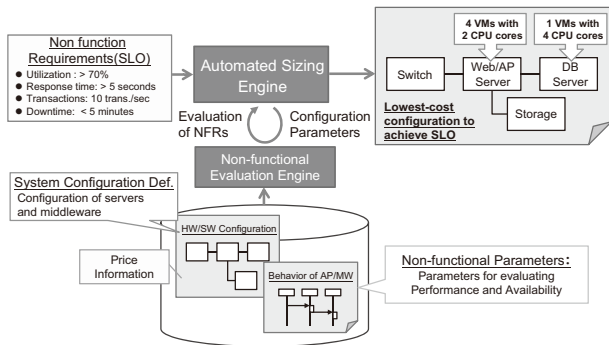 Non function
Requirements(SLO)
● Utilization : > 70%
● Response time: > 5 seconds
● Transactions: 10 trans./sec
● Downtime: < 5 minutes
Automated Sizing
Engine
4 VMs with
2 CPU cores
1 VMs with
4 CPU cores
Switch
Web/AP
Server
DB
Server
Storage
Lowest-cost
configuration to
achieve SLO
Evaluation
of NFRs
Configuration
Parameters
Non-functional
Evaluation Engine
System Configuration Def.
Configuration of servers
and middleware
HW/SW Configuration
Price
Information
Behavior of AP/MW
Non-functional Parameters:
Parameters for evaluating
Performance and Availability